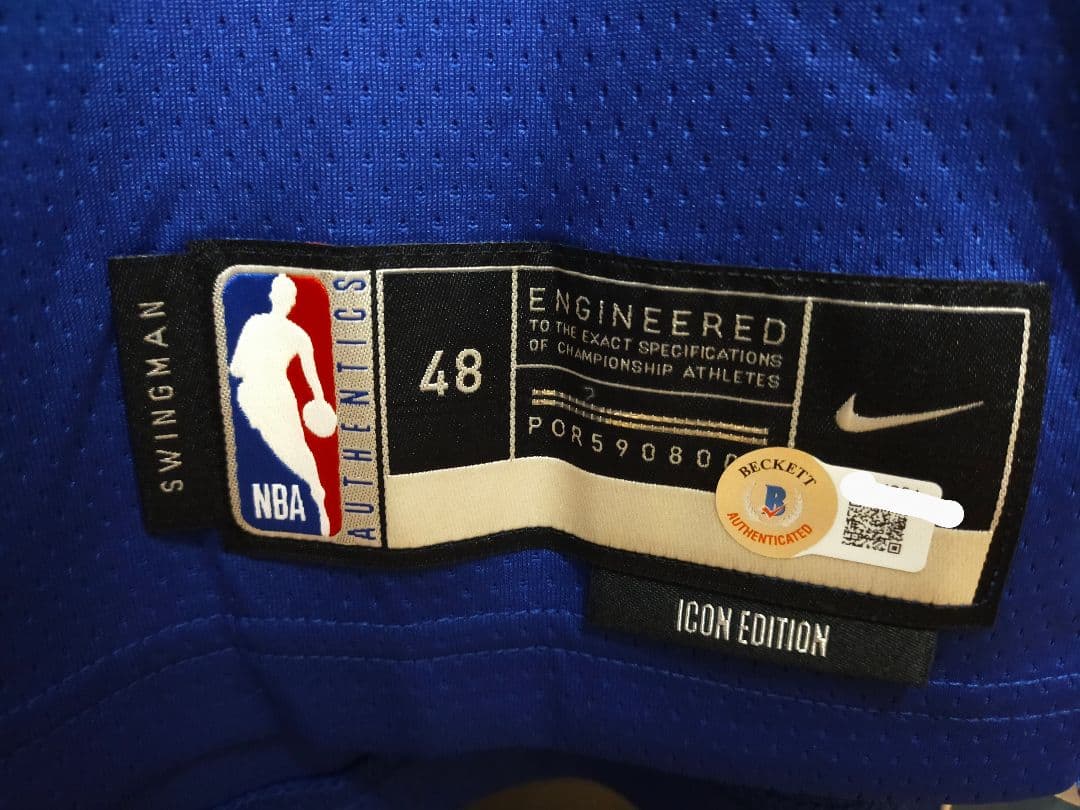 SWINGMAN
NBA
AUTHENTICS
48
ENGINEERED
TO THE EXACT SPECIFICATIONS
OF CHAMPIONSHIP ATHLETES
BECKETT
B
AUTHENTICATED
ICON EDITION